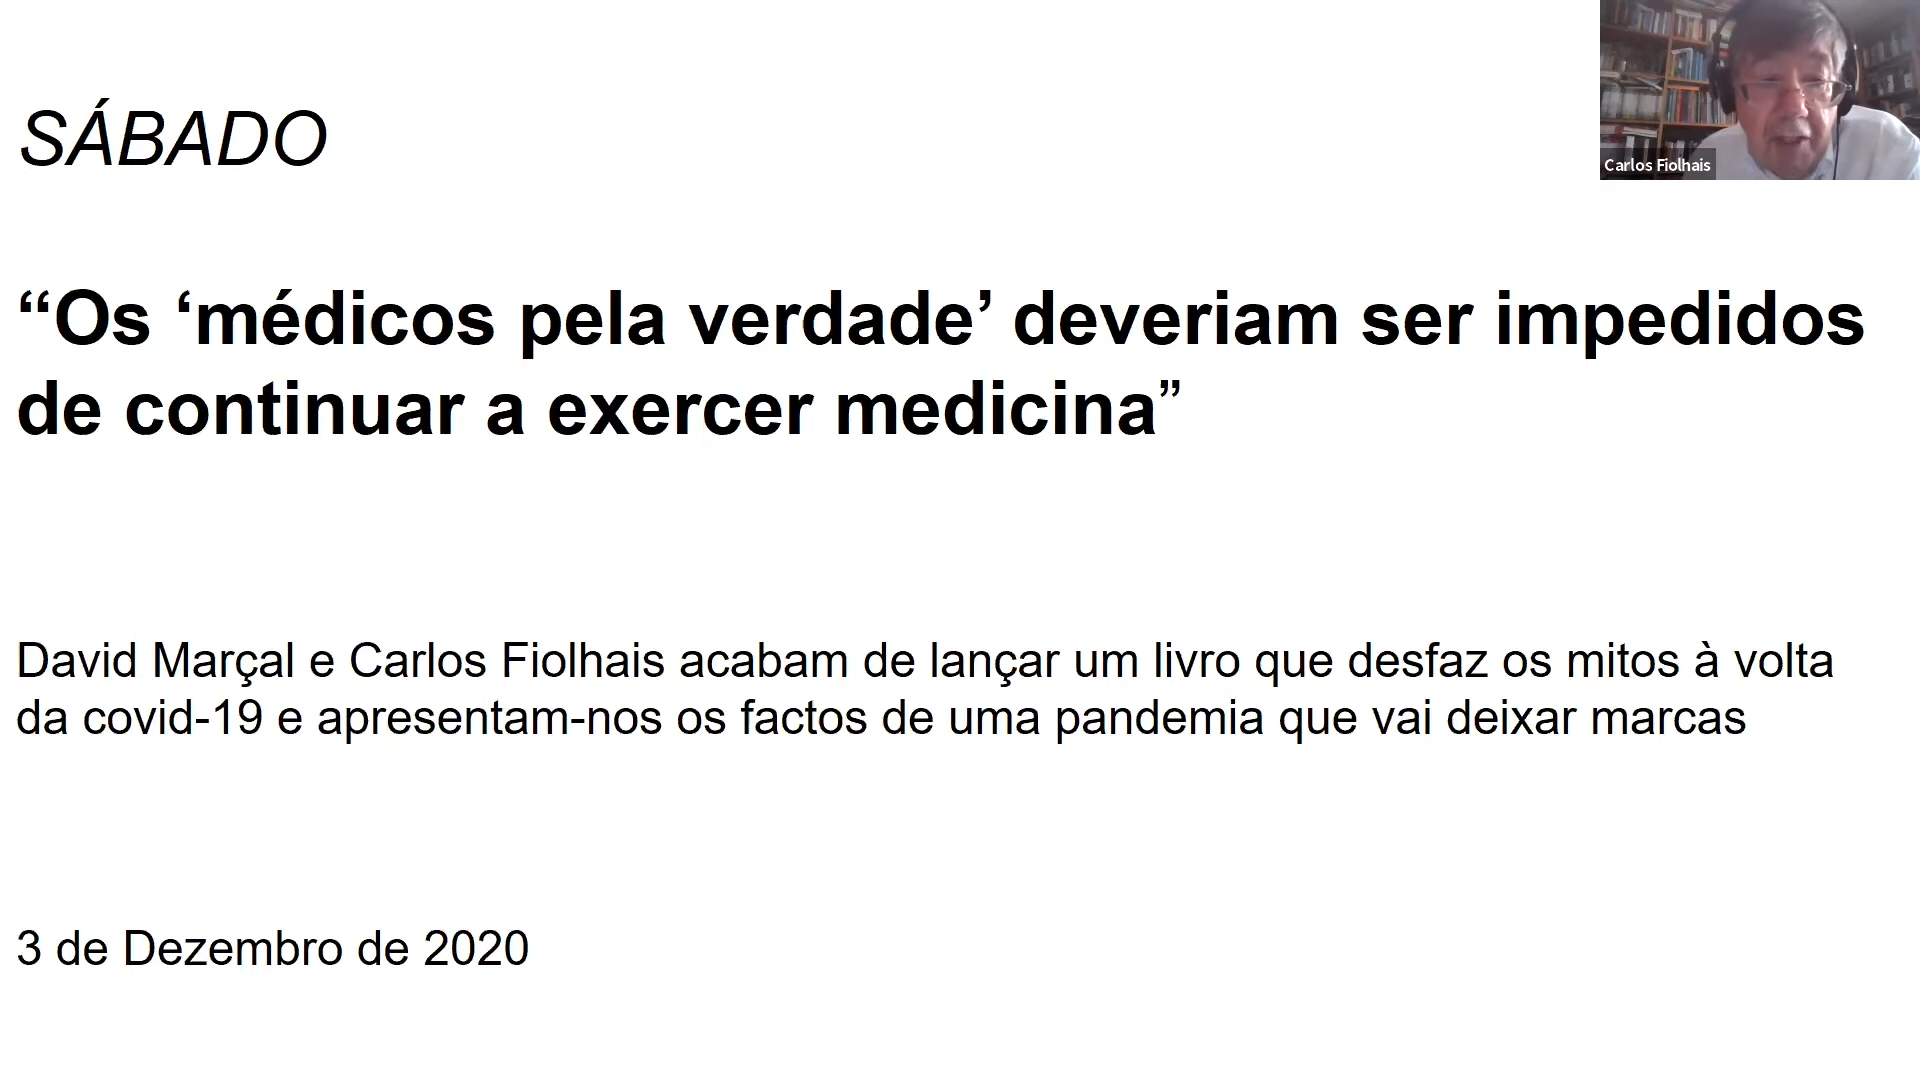 SÁBADO
Carlos Fiolhais
“Os ‘médicos pela verdade’ deveriam ser impedidos
de continuar a exercer medicina”
David Marçal e Carlos Fiolhais acabam de lançar um livro que desfaz os mitos à volta
da covid-19 e apresentam-nos os factos de uma pandemia que vai deixar marcas
3 de Dezembro de 2020